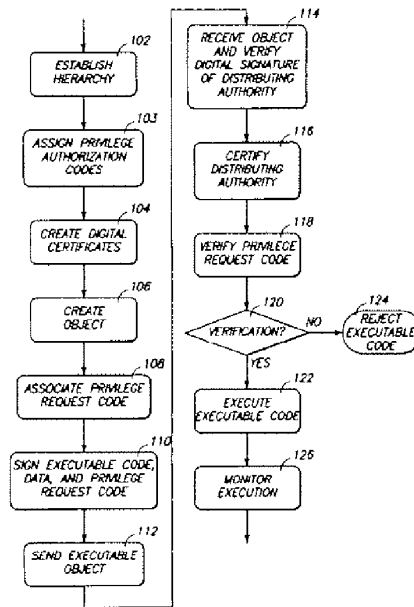 102
ESTABLISH
HIERARCHY
103
ASSIGN PRIVILEGE
AUTHORIZATION
CODES
104
CREATE DIGITAL
CERTIFICATES
106
CREATE
OBJECT
108
ASSOCIATE PRIVILEGE
REQUEST CODE
110
SIGN EXECUTABLE CODE,
DATA, AND PRIVILEGE
REQUEST CODE
112
SEND EXECUTABLE
OBJECT
114
RECEIVE OBJECT
AND VERIFY
DIGITAL SIGNATURE
OF DISTRIBUTING
AUTHORITY
116
CERTIFY
DISTRIBUTING
AUTHORITY
118
VERIFY PRIVILEGE
REQUEST CODE
120
VERIFICATION?
NO
124
REJECT
EXECUTABLE
CODE
YES
122
EXECUTE
EXECUTABLE CODE
126
MONITOR
EXECUTION